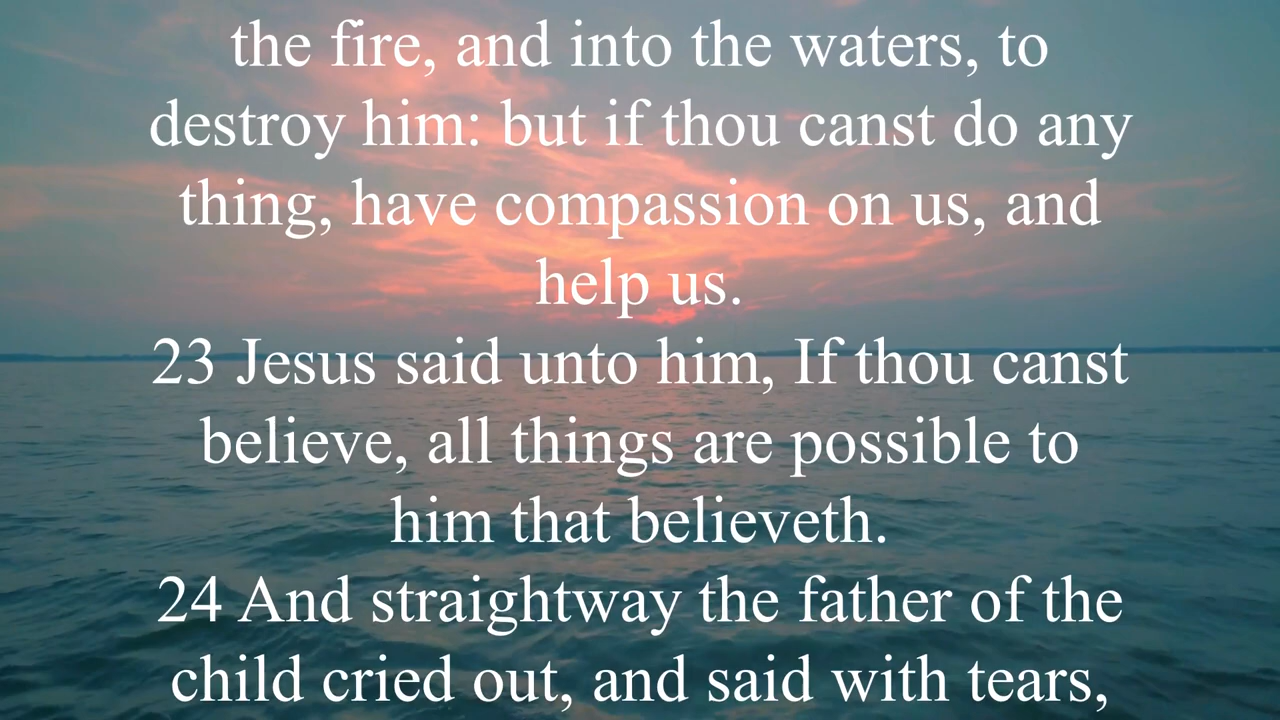 the fire, and into the waters, to
destroy him: but if thou canst do any
thing, have compassion on us, and
help us.
23 Jesus said unto him, If thou canst
believe, all things are possible to
him that believeth.
24 And straightway the father of the
child cried out, and said with tears,